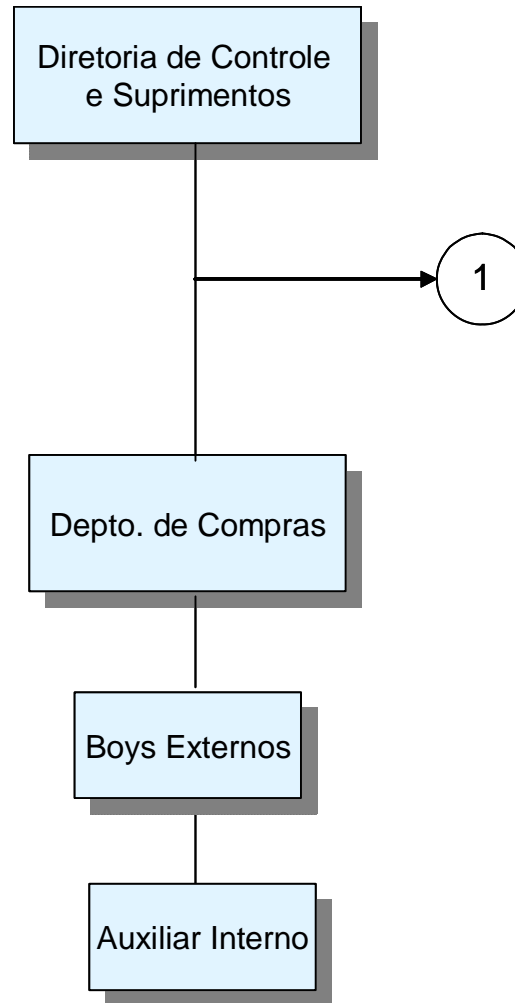 Diretoria de Controle
e Suprimentos
1
Depto. de Compras
Boys Externos
Auxiliar Interno